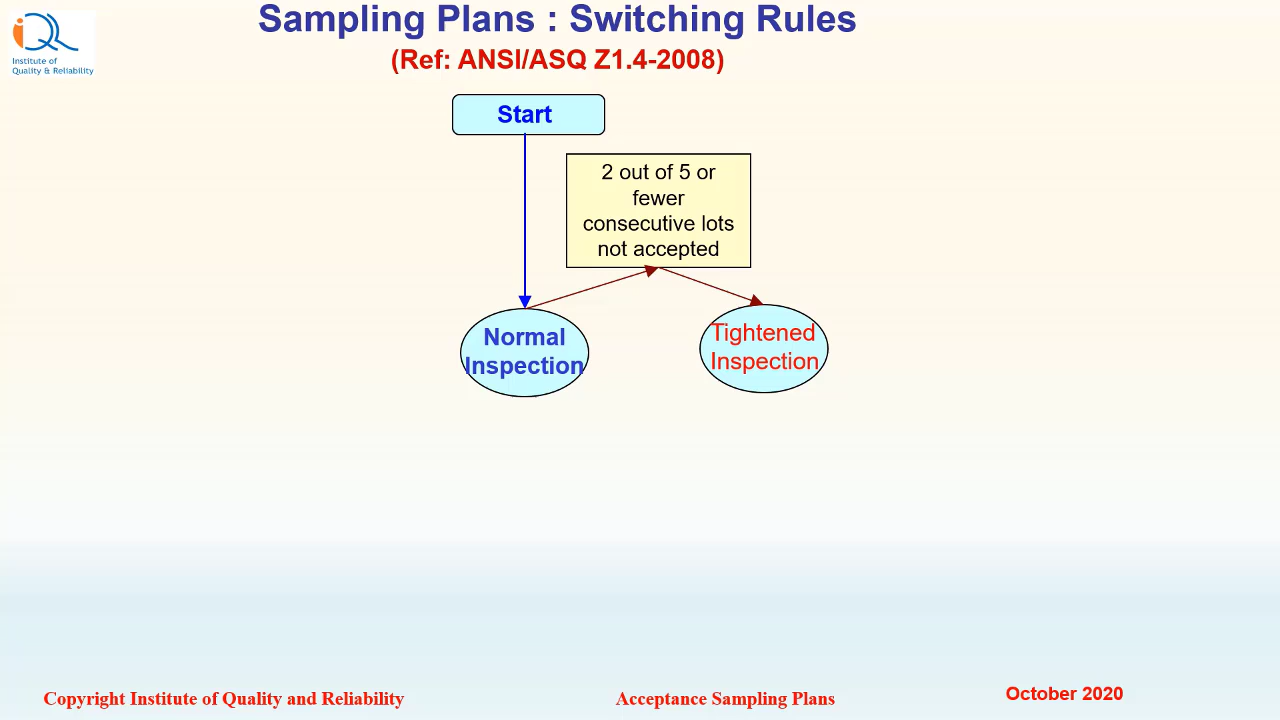 Sampling Plans : Switching Rules
(Ref: ANSI/ASQ Z1.4-2008)
iQR
Institute of
Quality & Reliability
Start
2 out of 5 or
fewer
consecutive lots
not accepted
Normal
Inspection
Tightened
Inspection
Copyright Institute of Quality and Reliability
Acceptance Sampling Plans
October 2020